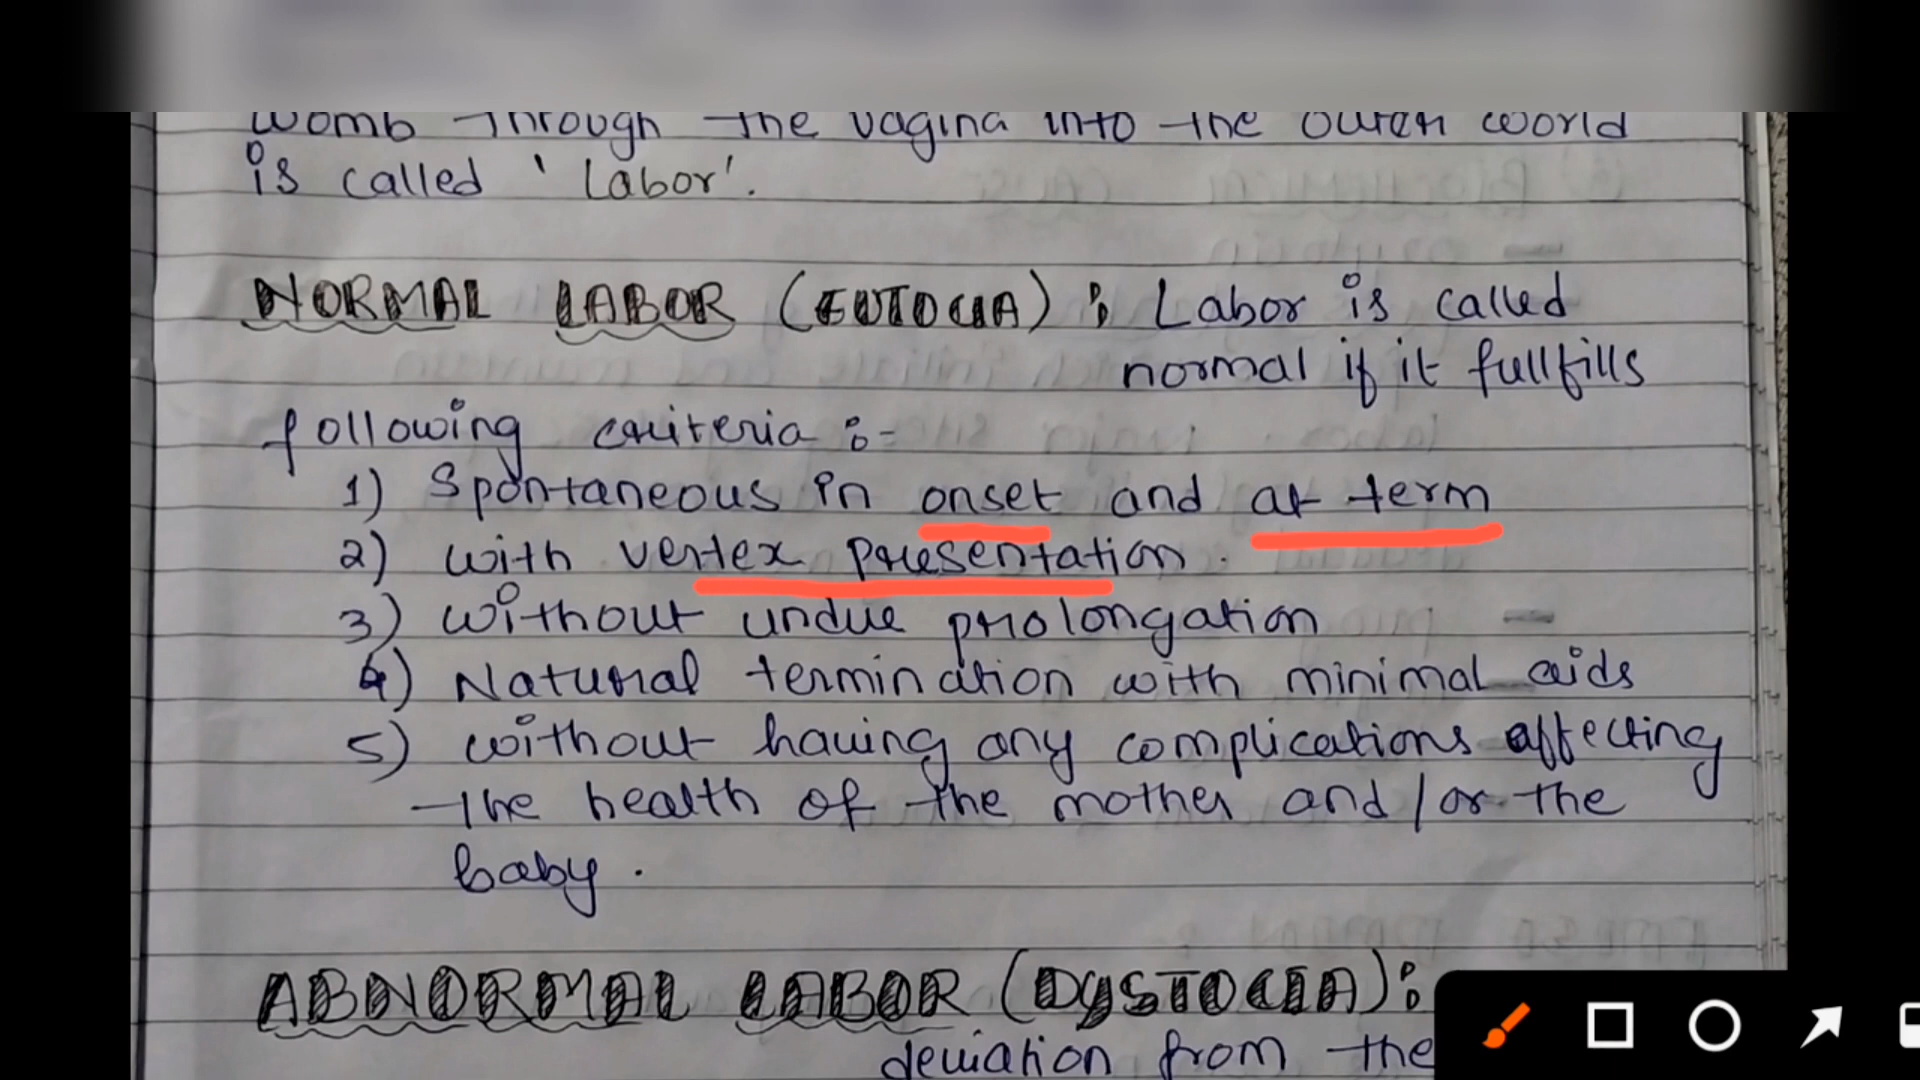 womb through the vagina into the outer world
is called 'Labor'.
NORMAL LABOR (EUTOCIA) : Labor is called
normal if it fullfills
following criteria :-
1) Spontaneous in onset and at term
2) with vertex presentation.
3) without undue prolongation
4) Natural termination with minimal aids
5) without having any complications affecting
the health of the mother and/or the
baby.
ABNORMAL LABOR (DYSTOCIA):
deviation from the